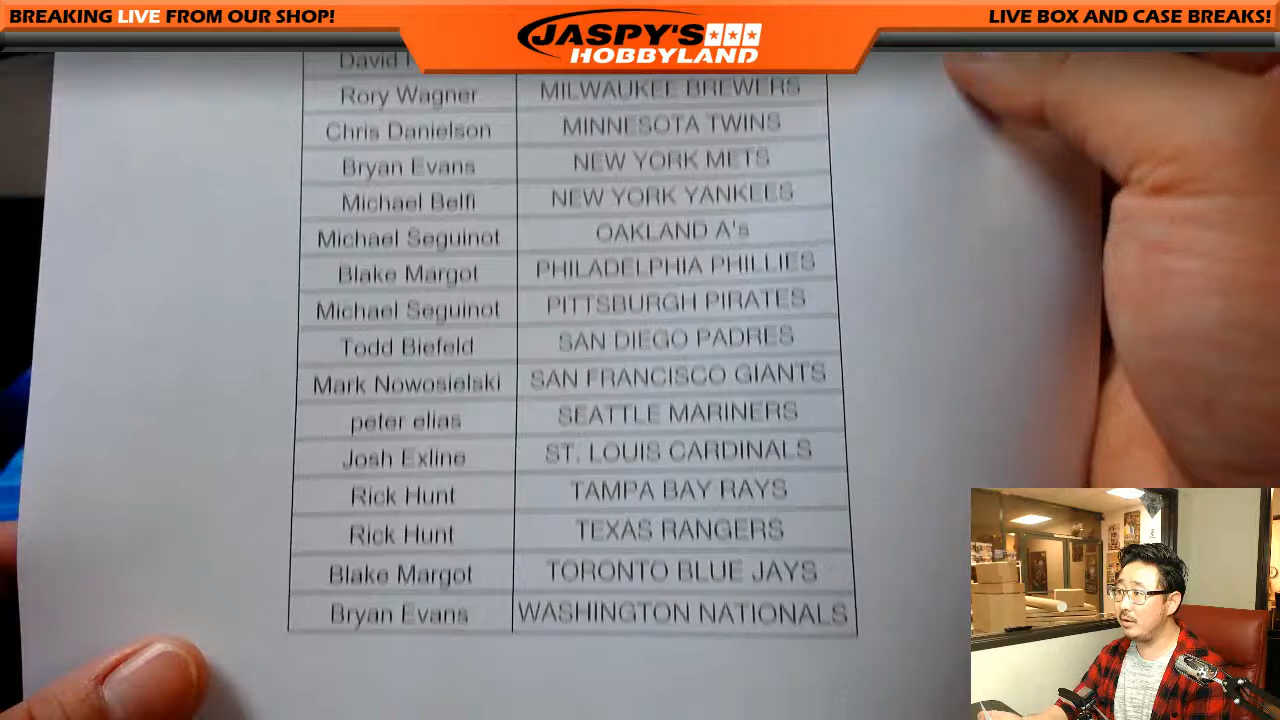 BREAKING LIVE FROM OUR SHOP!
JASPY'S
HOBBYLAND
LIVE BOX AND CASE BREAKS!
David
Rory Wagner MILWAUKEE BREWERS
Chris Danielson MINNESOTA TWINS
Bryan Evans NEW YORK METS
Michael Belfi NEW YORK YANKEES
Michael Seguinot OAKLAND A's
Blake Margot PHILADELPHIA PHILLIES
Michael Seguinot PITTSBURGH PIRATES
Todd Biefeld SAN DIEGO PADRES
Mark Nowosielski SAN FRANCISCO GIANTS
peter elias SEATTLE MARINERS
Josh Exline ST. LOUIS CARDINALS
Rick Hunt TAMPA BAY RAYS
Rick Hunt TEXAS RANGERS
Blake Margot TORONTO BLUE JAYS
Bryan Evans WASHINGTON NATIONALS